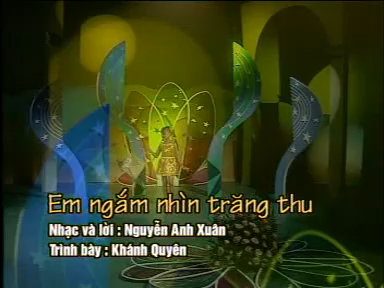 Em ngắm nhìn trăng thu
Nhạc và lời : Nguyễn Anh Xuân
Trình bày : Khánh Quyên